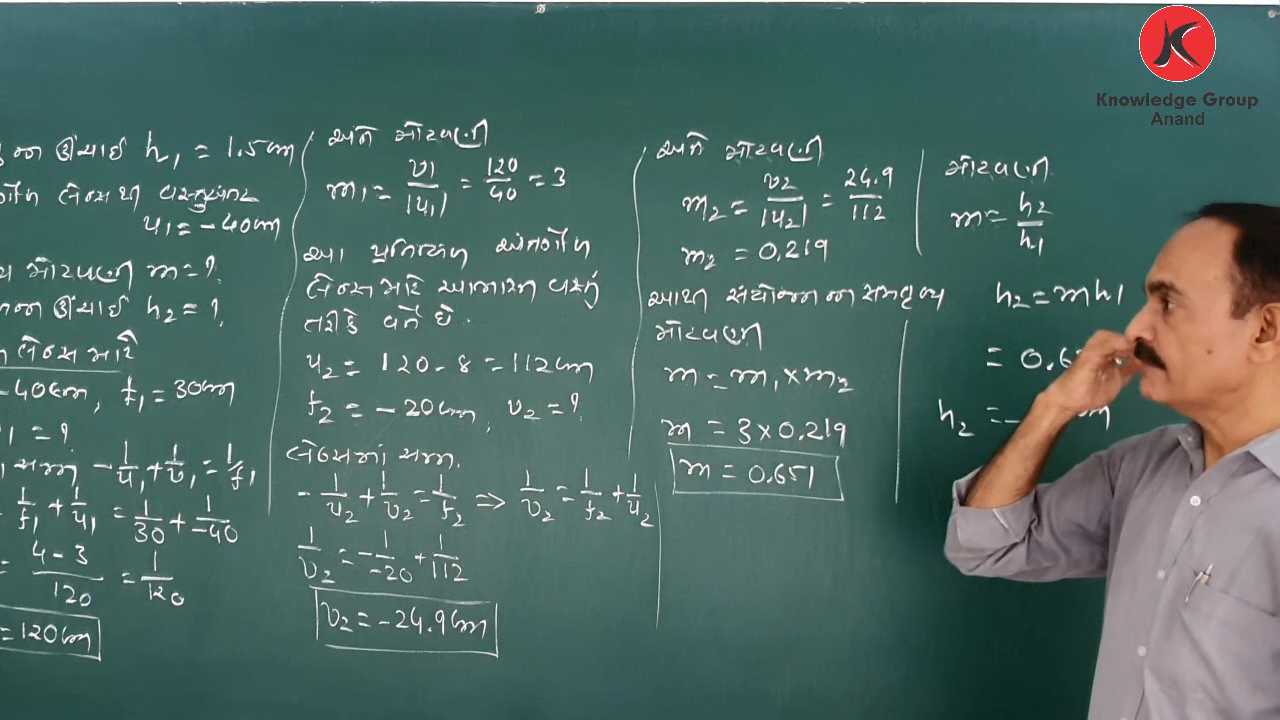 ઊંચાઈ h₁ = 1.5cm
લેન્સથી વસ્તુઅંતર
u₁ = -40cm
મોટવણી m = ?
ઊંચાઈ h₂ = ?
લેન્સ માટે
-40cm, f₁ = 30cm
= ?
સૂત્ર -1/u₁ + 1/v₁ = 1/f₁
1/f₁ + 1/u₁ = 1/30 + 1/-40
= 4-3/120 = 1/120
= 120cm
અને મોટવણી
m₁ = v₁/|u₁| = 120/40 = 3
આ પ્રતિબિંબ અંતર્ગોળ
લેન્સ માટે આભાસી વસ્તુ
તરીકે વર્તે છે.
u₂ = 120 - 8 = 112cm
f₂ = -20cm, v₂ = ?
લેન્સના સૂત્ર
-1/u₂ + 1/v₂ = 1/f₂ ⇒ 1/v₂ = 1/f₂ + 1/u₂
1/v₂ = -1/-20 + 1/112
v₂ = -24.9cm
અને મોટવણી
m₂ = v₂/|u₂| = 24.9/112
m₂ = 0.219
આથી સંયોજનના સમતુલ્ય
મોટવણી
m = m₁ × m₂
m = 3 × 0.219
m = 0.651
મોટવણી
m = h₂/h₁
h₂ = mh₁
= 0.6
h₂ =
Knowledge Group
Anand